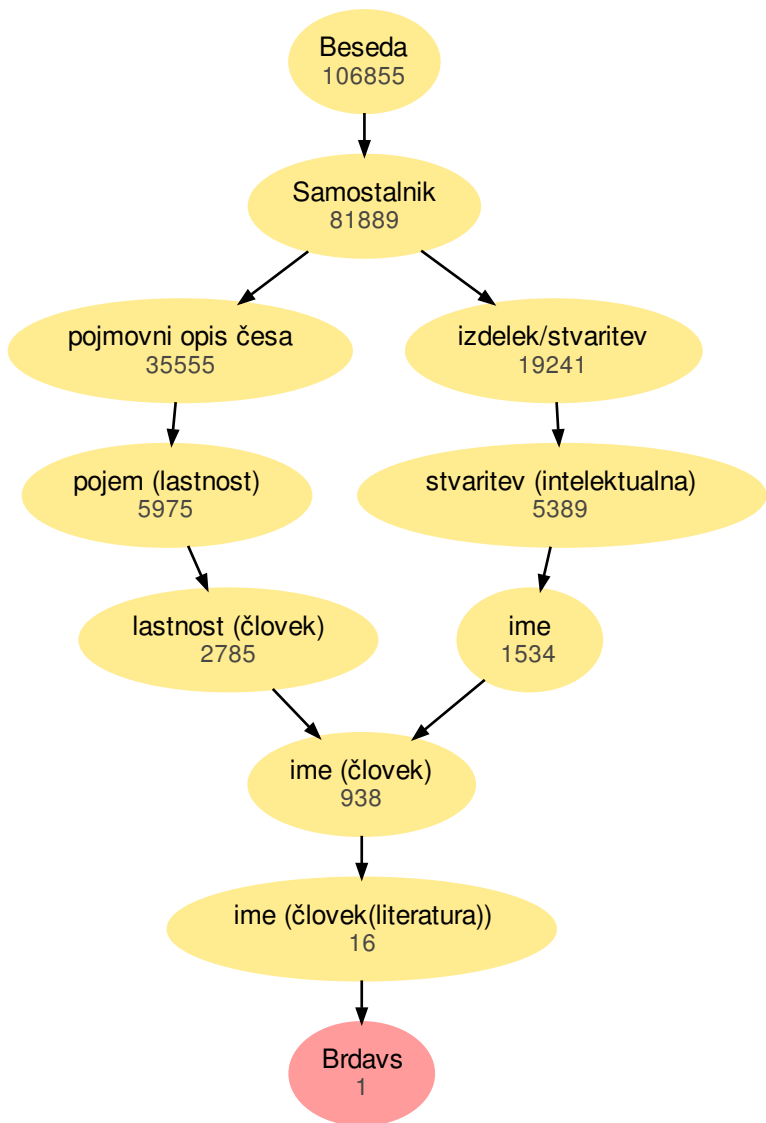 Beseda
106855
Samostalnik
81889
pojmovni opis česa
35555
izdelek/stvaritev
19241
pojem (lastnost)
5975
stvaritev (intelektualna)
5389
lastnost (človek)
2785
ime
1534
ime (človek)
938
ime (človek(literatura))
16
Brdavs
1